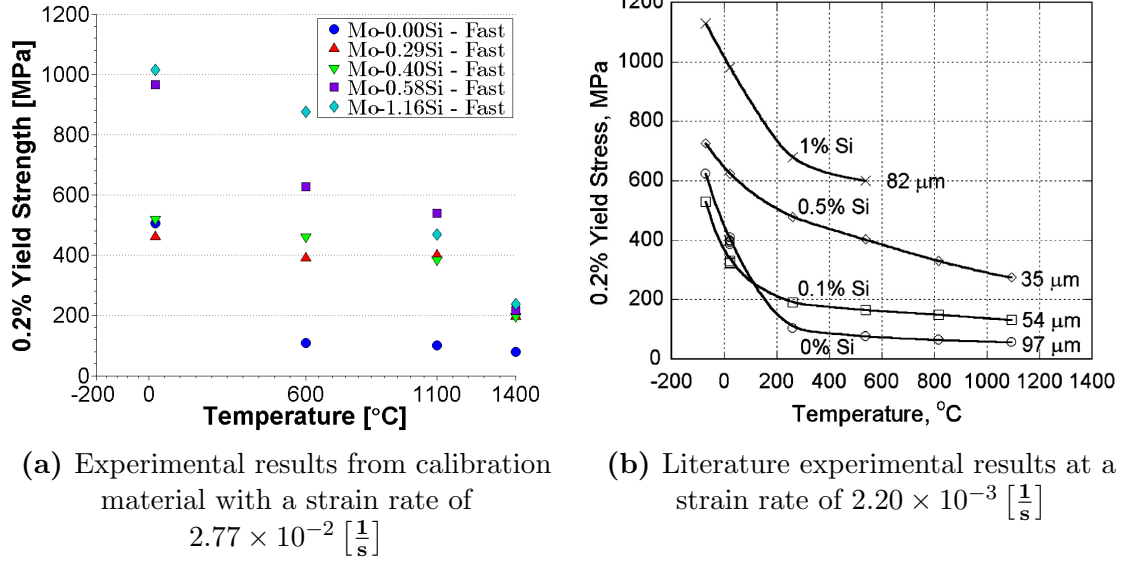 1200
1000
800
600
400
200
0
-200
0
600
1100
1400
0.2% Yield Strength [MPa]
Temperature [°C]
Mo-0.00Si - Fast
Mo-0.29Si - Fast
Mo-0.40Si - Fast
Mo-0.58Si - Fast
Mo-1.16Si - Fast
(a) Experimental results from calibration
material with a strain rate of
2.77 × 10⁻² [1/s]
1200
1000
800
600
400
200
0
-200
0
200
400
600
800
1000
1200
1400
0.2% Yield Stress, MPa
Temperature, °C
1% Si
82 μm
0.5% Si
35 μm
0.1% Si
54 μm
0% Si
97 μm
(b) Literature experimental results at a
strain rate of 2.20 × 10⁻³ [1/s]